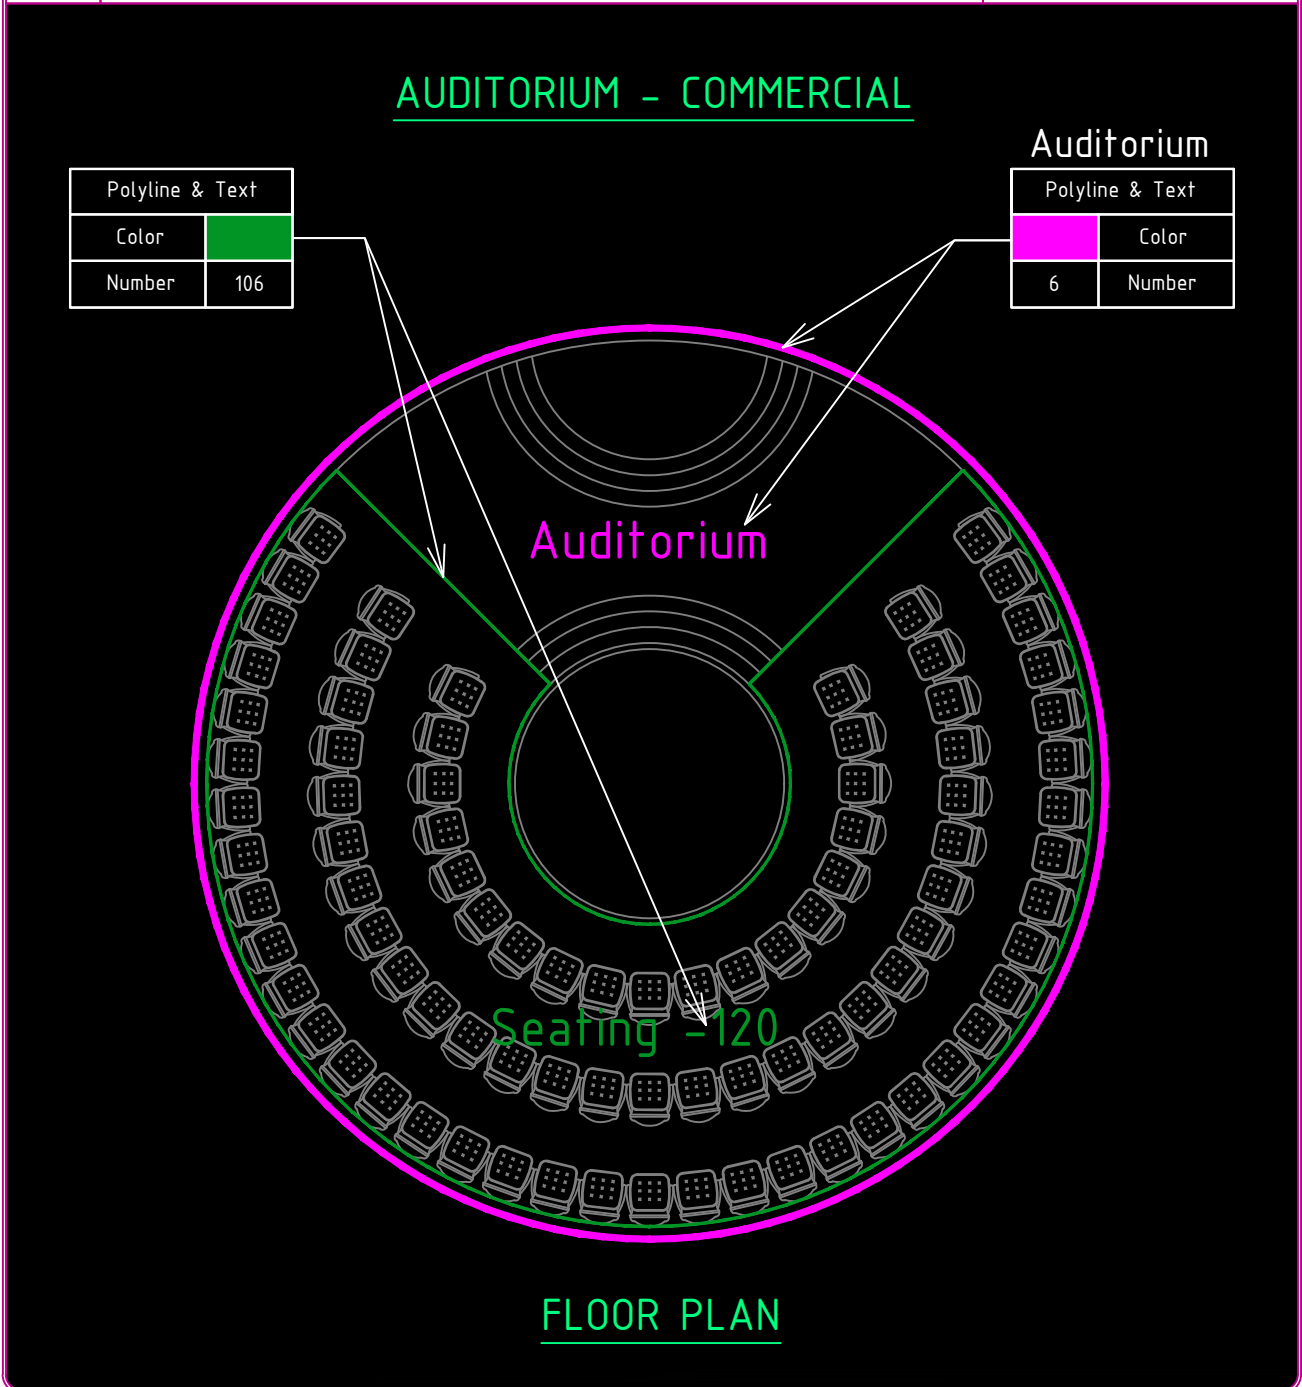 AUDITORIUM - COMMERCIAL
Polyline & Text
Color
Number 106
Auditorium
Polyline & Text
Color
6 Number
Auditorium
Seating -120
FLOOR PLAN